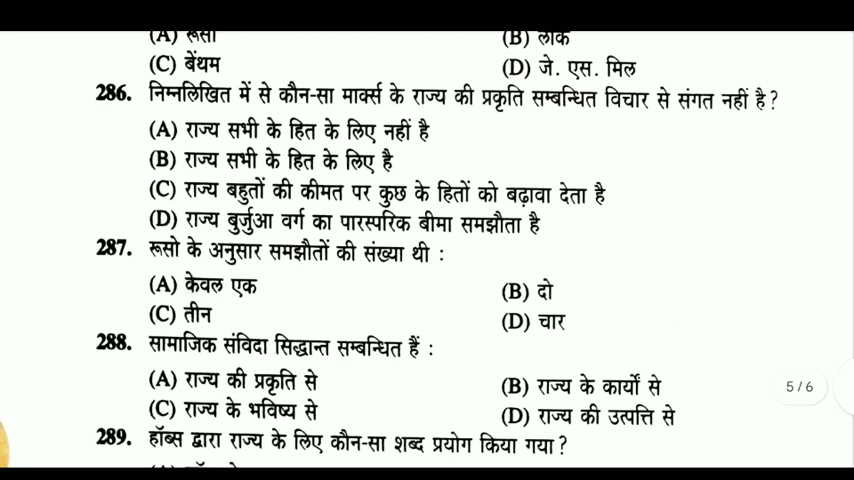 (A) रूसो
(B) लॉक
(C) बेंथम
(D) जे. एस. मिल
286. निम्नलिखित में से कौन-सा मार्क्स के राज्य की प्रकृति सम्बन्धित विचार से संगत नहीं है?
(A) राज्य सभी के हित के लिए नहीं है
(B) राज्य सभी के हित के लिए है
(C) राज्य बहुतों की कीमत पर कुछ के हितों को बढ़ावा देता है
(D) राज्य बुर्जुआ वर्ग का पारस्परिक बीमा समझौता है
287. रूसो के अनुसार समझौतों की संख्या थी :
(A) केवल एक
(B) दो
(C) तीन
(D) चार
288. सामाजिक संविदा सिद्धान्त सम्बन्धित हैं :
(A) राज्य की प्रकृति से
(B) राज्य के कार्यों से
(C) राज्य के भविष्य से
(D) राज्य की उत्पत्ति से
5/6
289. हॉब्स द्वारा राज्य के लिए कौन-सा शब्द प्रयोग किया गया?